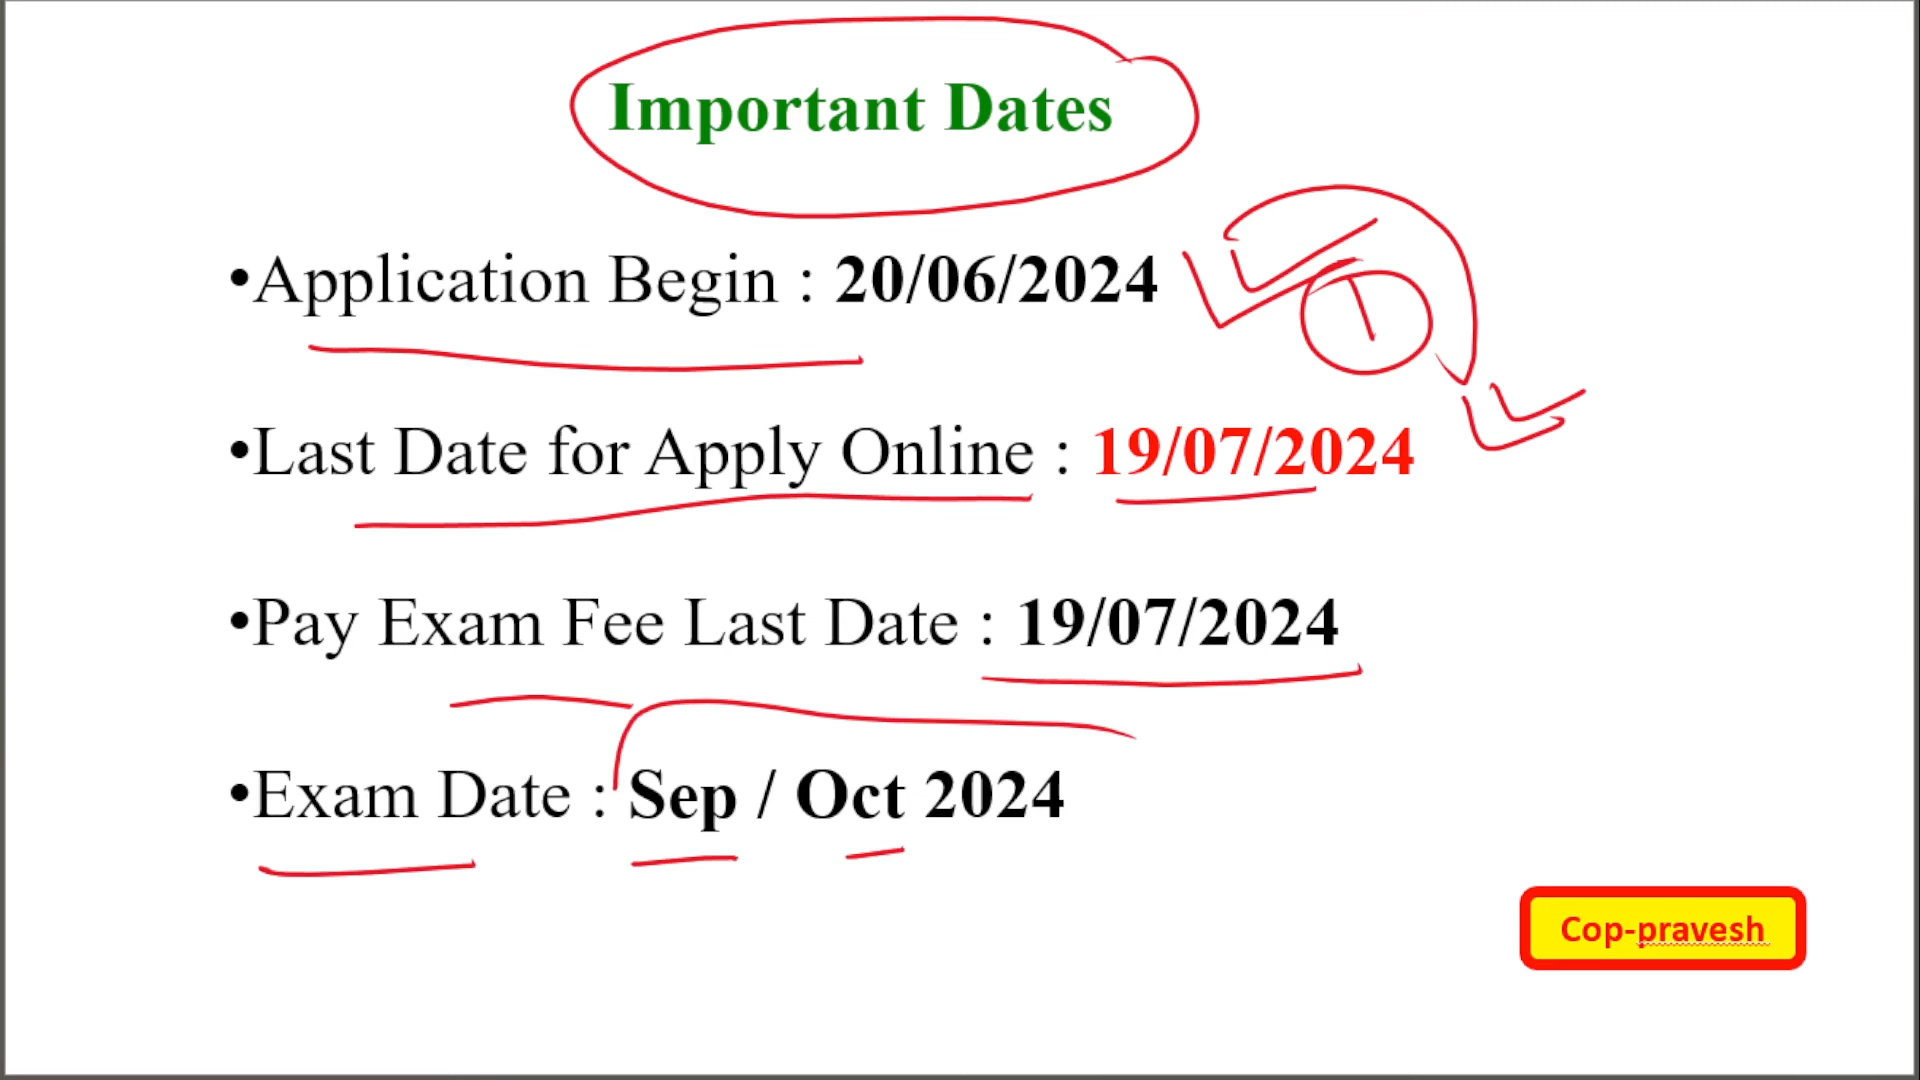 Important Dates
•Application Begin : 20/06/2024
•Last Date for Apply Online : 19/07/2024
•Pay Exam Fee Last Date : 19/07/2024
•Exam Date : Sep / Oct 2024
Cop-pravesh